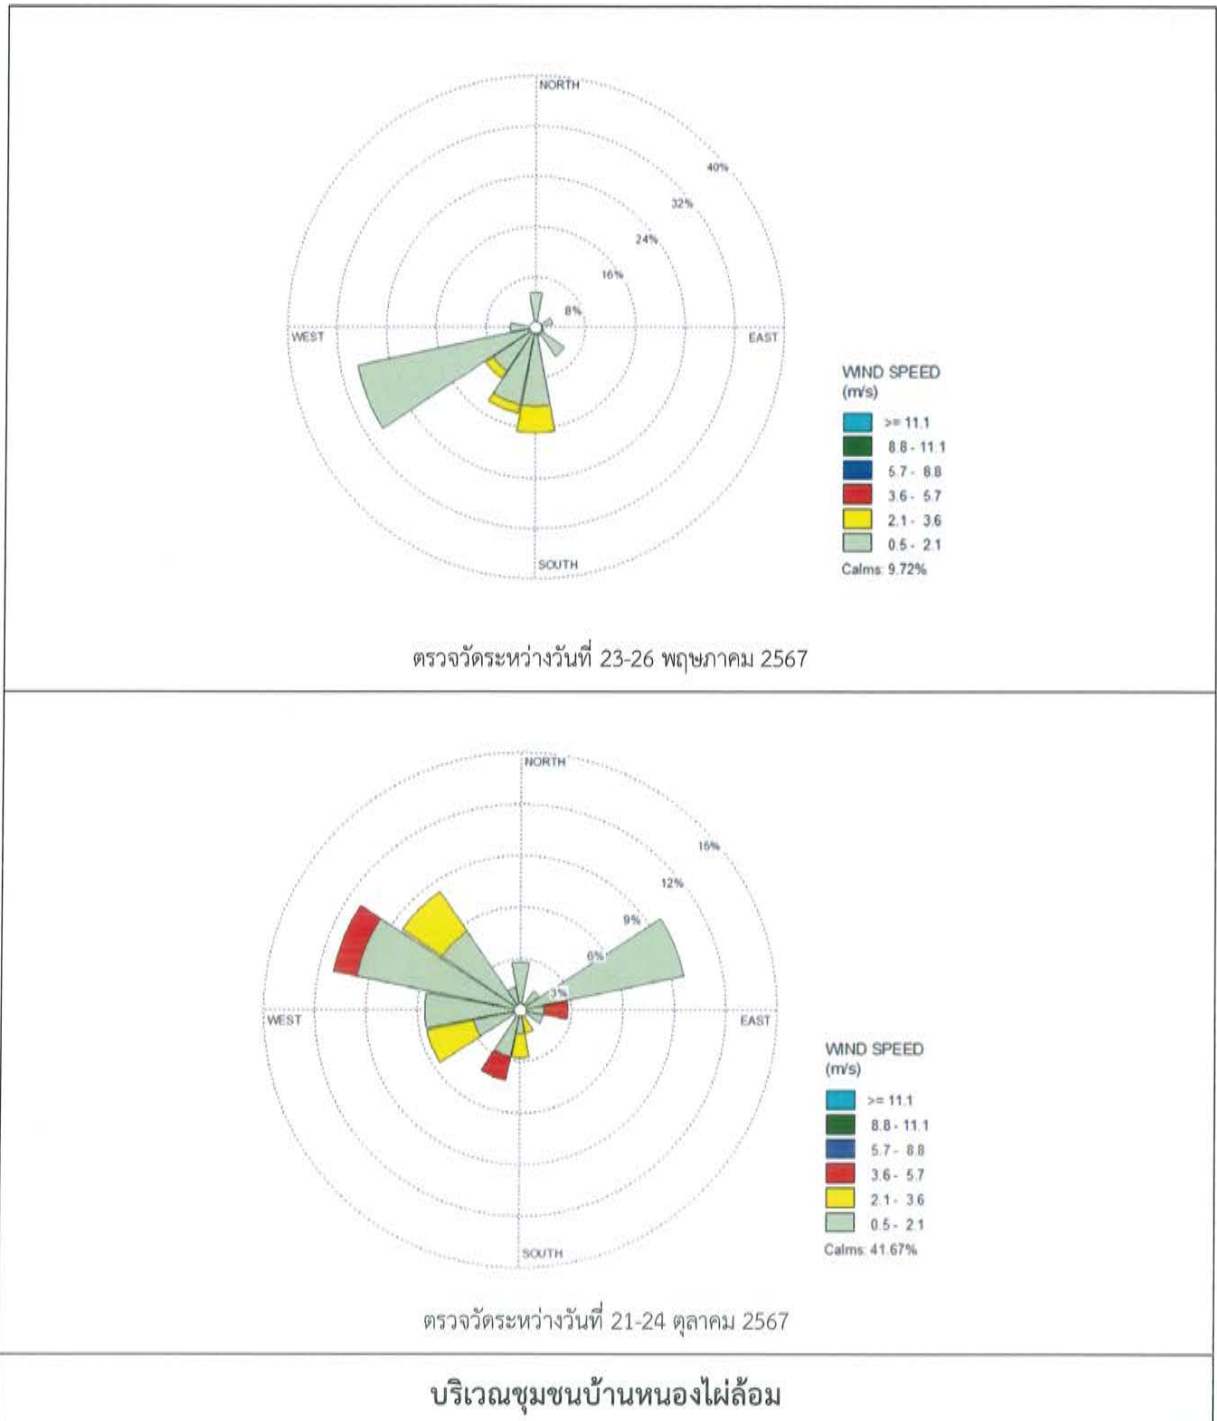 NORTH
40%
32%
24%
16%
8%
WEST
EAST
SOUTH
WIND SPEED
(m/s)
>= 11.1
8.8 - 11.1
5.7 - 8.8
3.6 - 5.7
2.1 - 3.6
0.5 - 2.1
Calms: 9.72%
ตรวจวัดระหว่างวันที่ 23-26 พฤษภาคม 2567
NORTH
15%
12%
9%
6%
3%
WEST
EAST
SOUTH
WIND SPEED
(m/s)
>= 11.1
8.8 - 11.1
5.7 - 8.8
3.6 - 5.7
2.1 - 3.6
0.5 - 2.1
Calms: 41.67%
ตรวจวัดระหว่างวันที่ 21-24 ตุลาคม 2567
บริเวณชุมชนบ้านหนองไผ่ล้อม